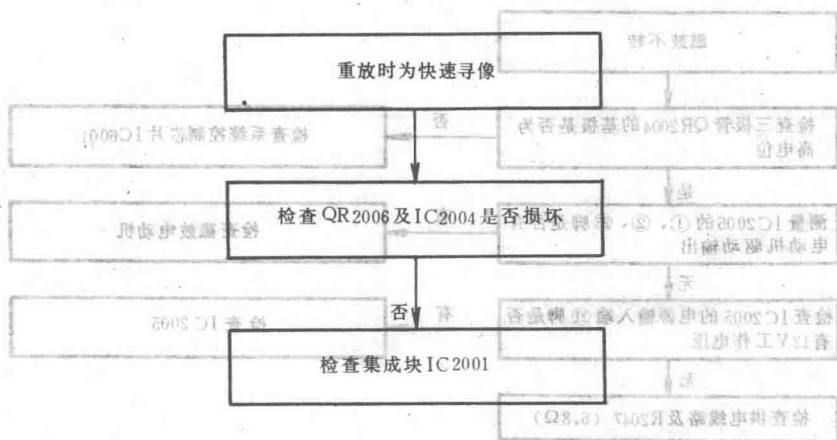 重放时为快速寻像
检查QR2006及IC2004是否损坏
否
检查集成块IC2001
磁鼓不转
检查三极管QR2004的基极是否为
高电位
否
检查系统控制芯片IC6001
是
测量IC2005的①、②、脚是否有
电动机驱动输出
检查磁鼓电动机
无
检查IC2005的电源输入端脚是否
有12V工作电压
有
检查IC2005
无
检查供电线路及R2047（6.8Ω）